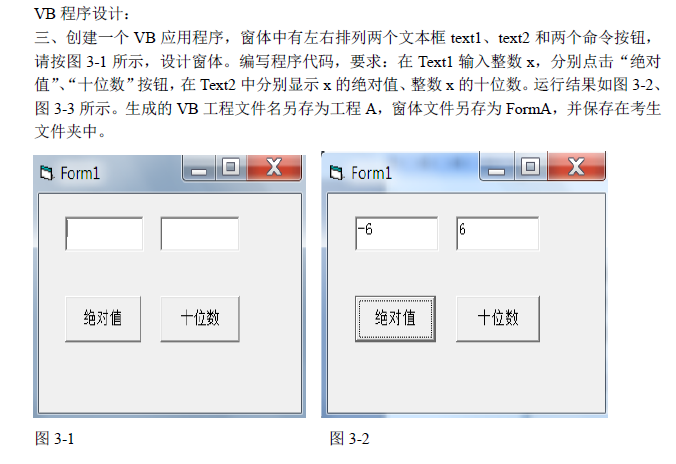 VB 程序设计：
三、创建一个 VB 应用程序，窗体中有左右排列两个文本框 text1、text2 和两个命令按钮，
请按图 3-1 所示，设计窗体。编写程序代码，要求：在 Text1 输入整数 x，分别点击“绝对
值”、“十位数”按钮，在 Text2 中分别显示 x 的绝对值、整数 x 的十位数。运行结果如图 3-2、
图 3-3 所示。生成的 VB 工程文件名另存为工程 A，窗体文件另存为 FormA，并保存在考生
文件夹中。
Form1
绝对值 十位数
Form1
-6 6
绝对值 十位数
图 3-1 图 3-2